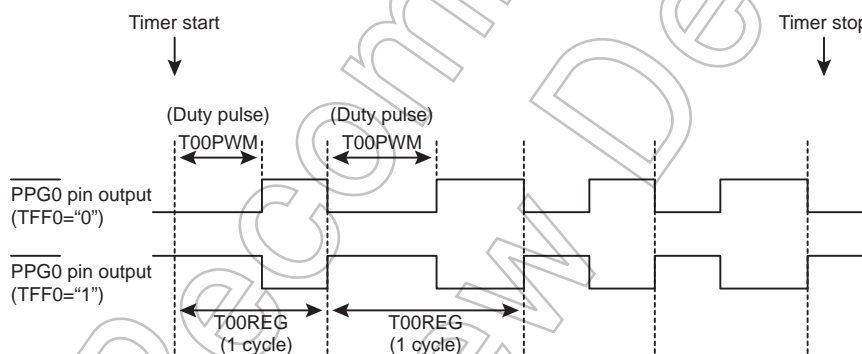 Timer start
Timer stop
(Duty pulse) (Duty pulse)
T00PWM T00PWM
PPG0 pin output
(TFF0=“0”)
PPG0 pin output
(TFF0=“1”)
T00REG T00REG
(1 cycle) (1 cycle)